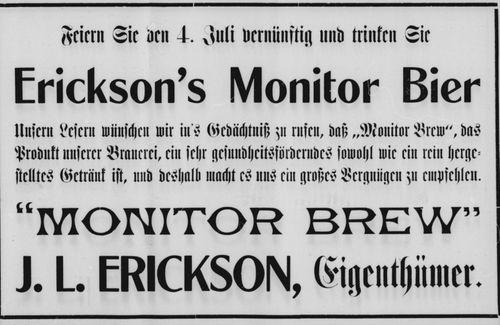 Feiern Sie den 4. Juli vernünftig und trinken Sie
Erickson's Monitor Bier
Unsern Lesern wünschen wir in's Gedächtniß zu rufen, daß „Monitor Brew", das
Produkt unserer Brauerei, ein sehr gesundheitsförderndes sowohl wie ein rein herge-
stelltes Getränk ist, und deshalb macht es uns ein großes Vergnügen zu empfehlen.
"MONITOR BREW"
J. L. ERICKSON, Eigenthümer.